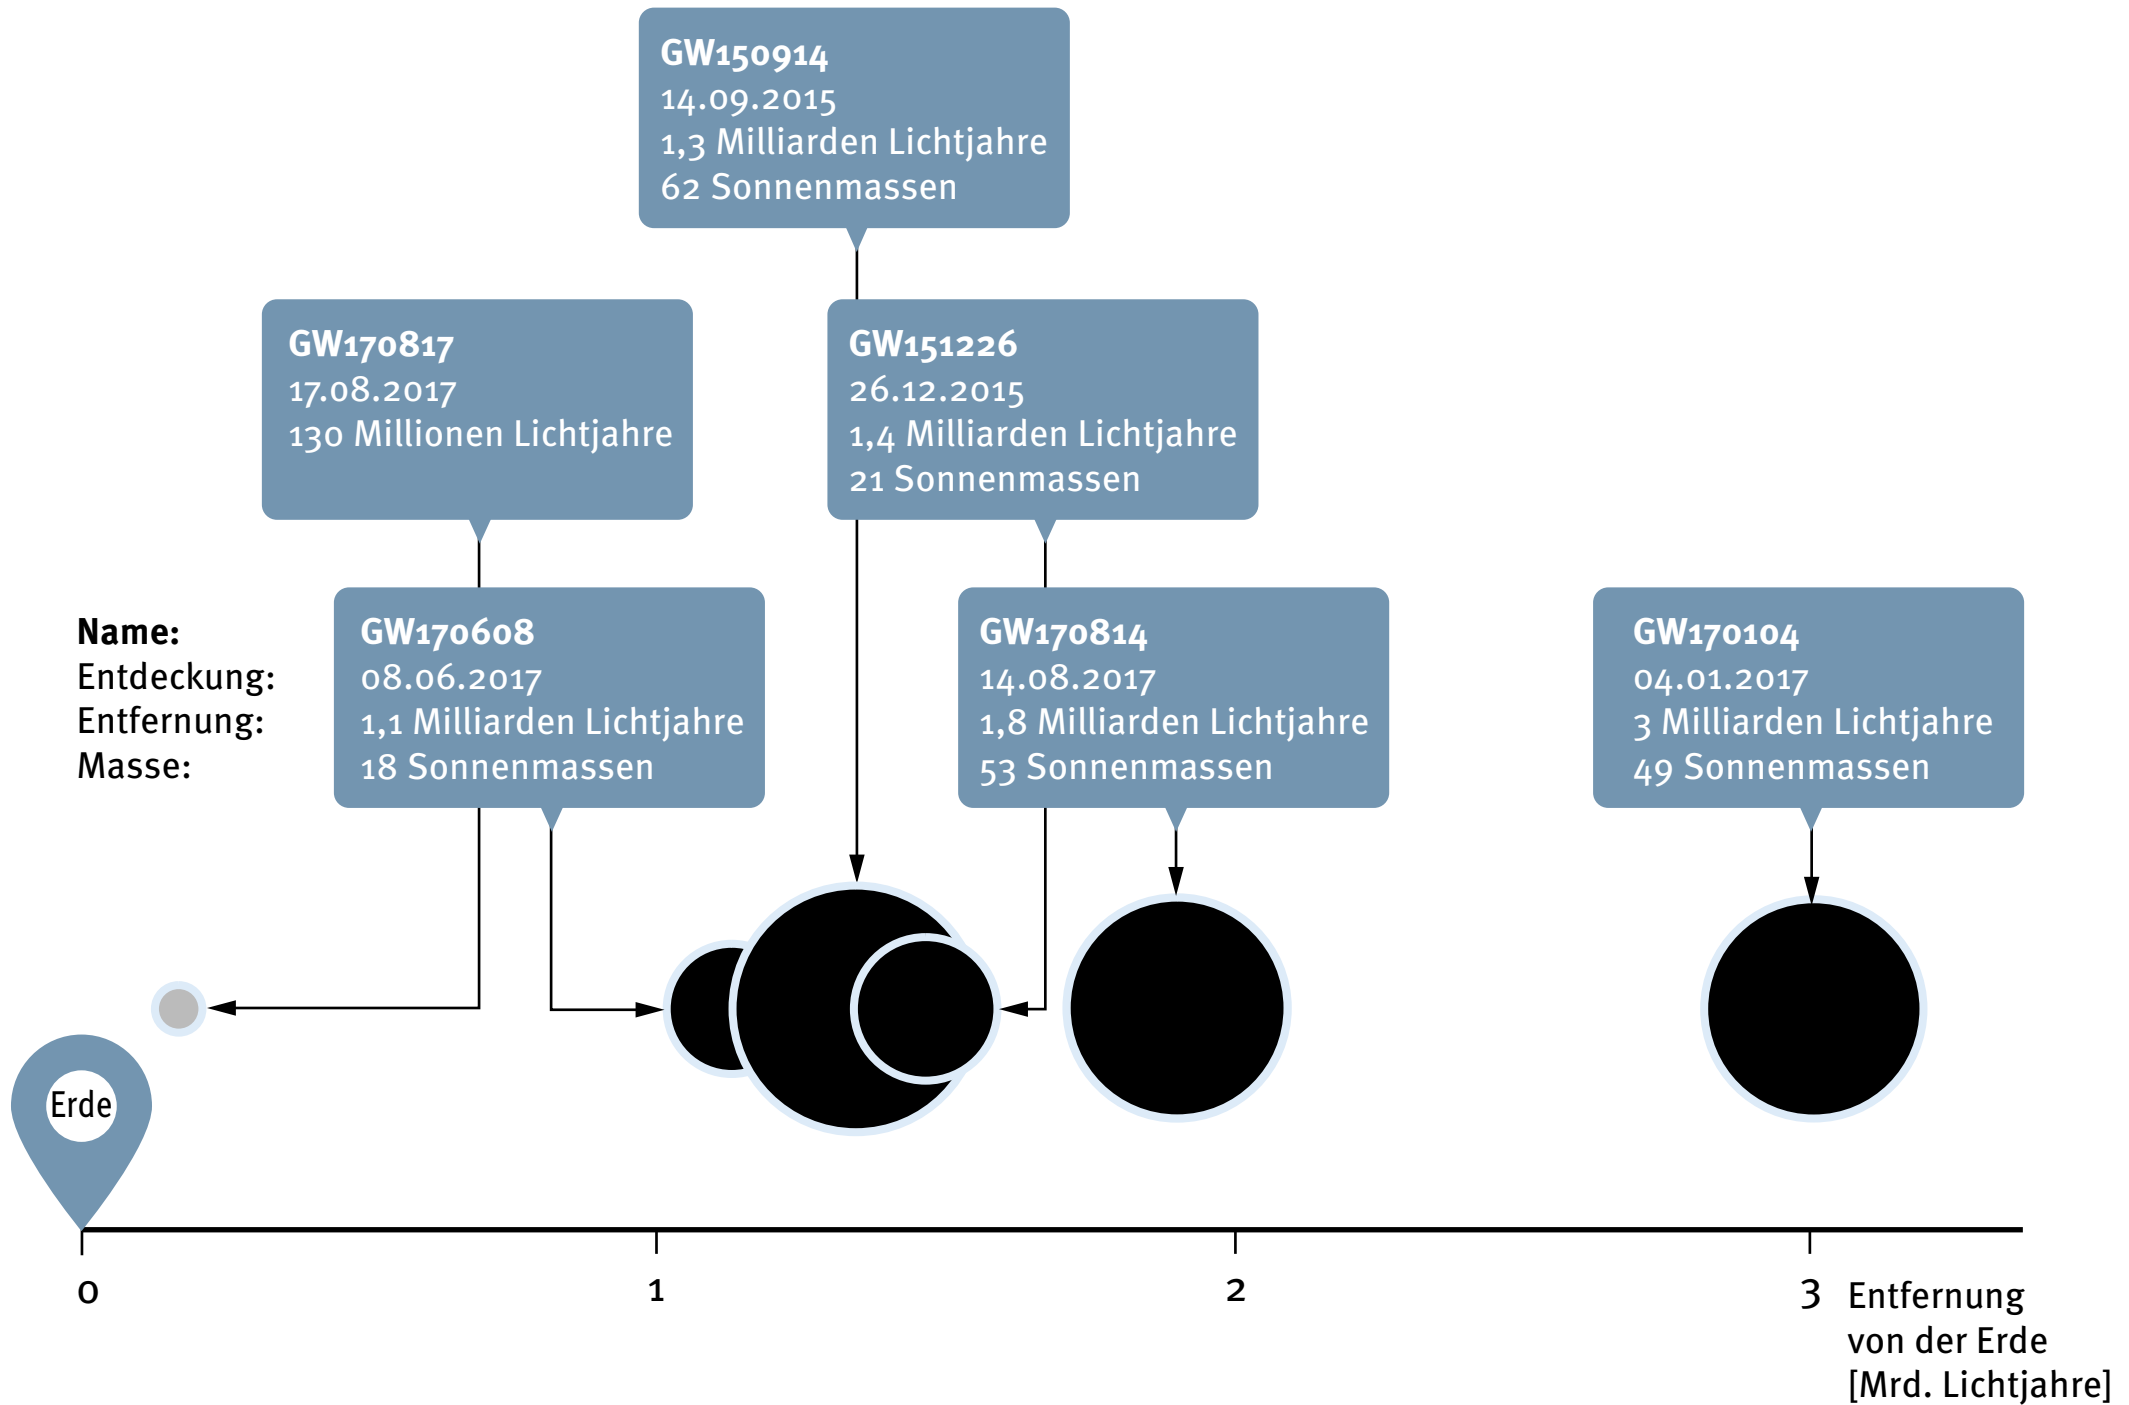 GW150914
14.09.2015
1,3 Milliarden Lichtjahre
62 Sonnenmassen
GW170817
17.08.2017
130 Millionen Lichtjahre
GW151226
26.12.2015
1,4 Milliarden Lichtjahre
21 Sonnenmassen
Name:
Entdeckung:
Entfernung:
Masse:
GW170608
08.06.2017
1,1 Milliarden Lichtjahre
18 Sonnenmassen
GW170814
14.08.2017
1,8 Milliarden Lichtjahre
53 Sonnenmassen
GW170104
04.01.2017
3 Milliarden Lichtjahre
49 Sonnenmassen
Erde
0
1
2
3
Entfernung
von der Erde
[Mrd. Lichtjahre]